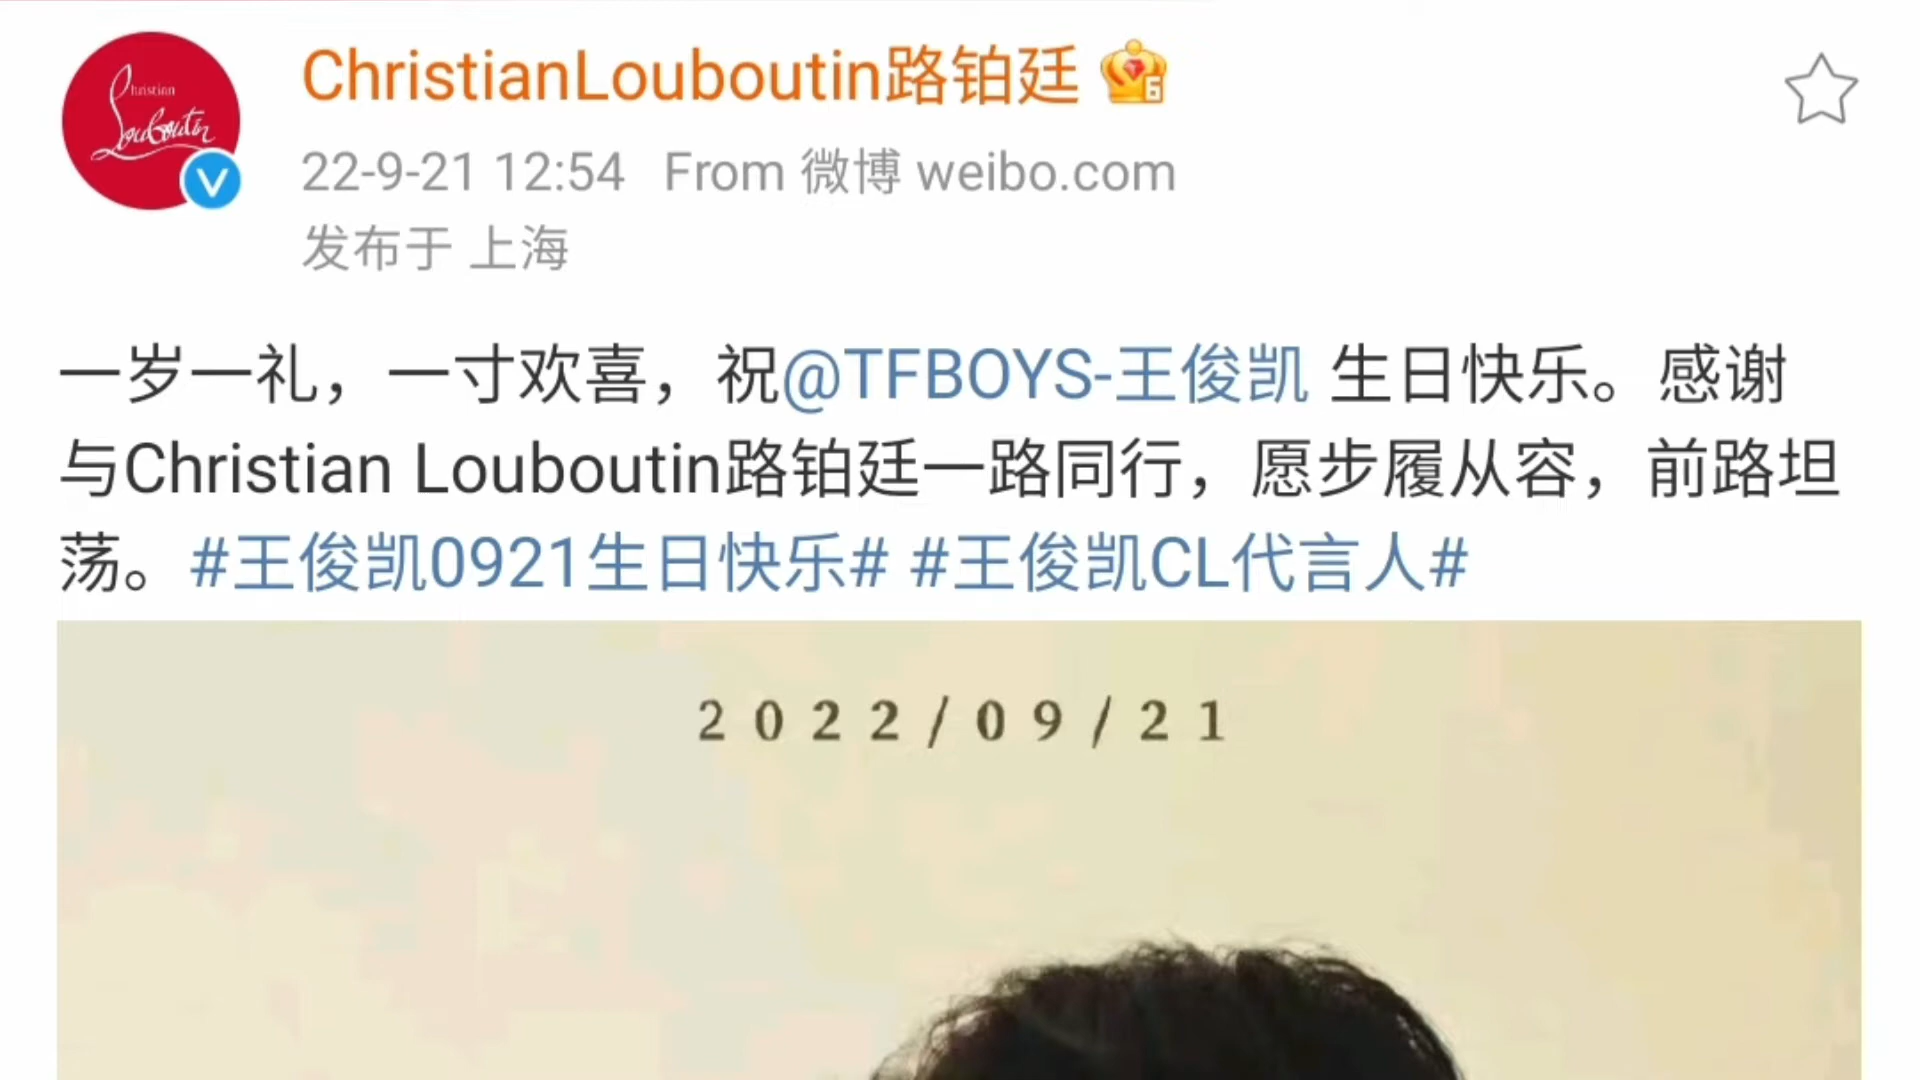 Christian
Louboutin
ChristianLouboutin路铂廷
6
22-9-21 12:54 From 微博 weibo.com
发布于 上海
一岁一礼，一寸欢喜，祝@TFBOYS-王俊凯 生日快乐。感谢
与Christian Louboutin路铂廷一路同行，愿步履从容，前路坦
荡。#王俊凯0921生日快乐# #王俊凯CL代言人#
2022/09/21